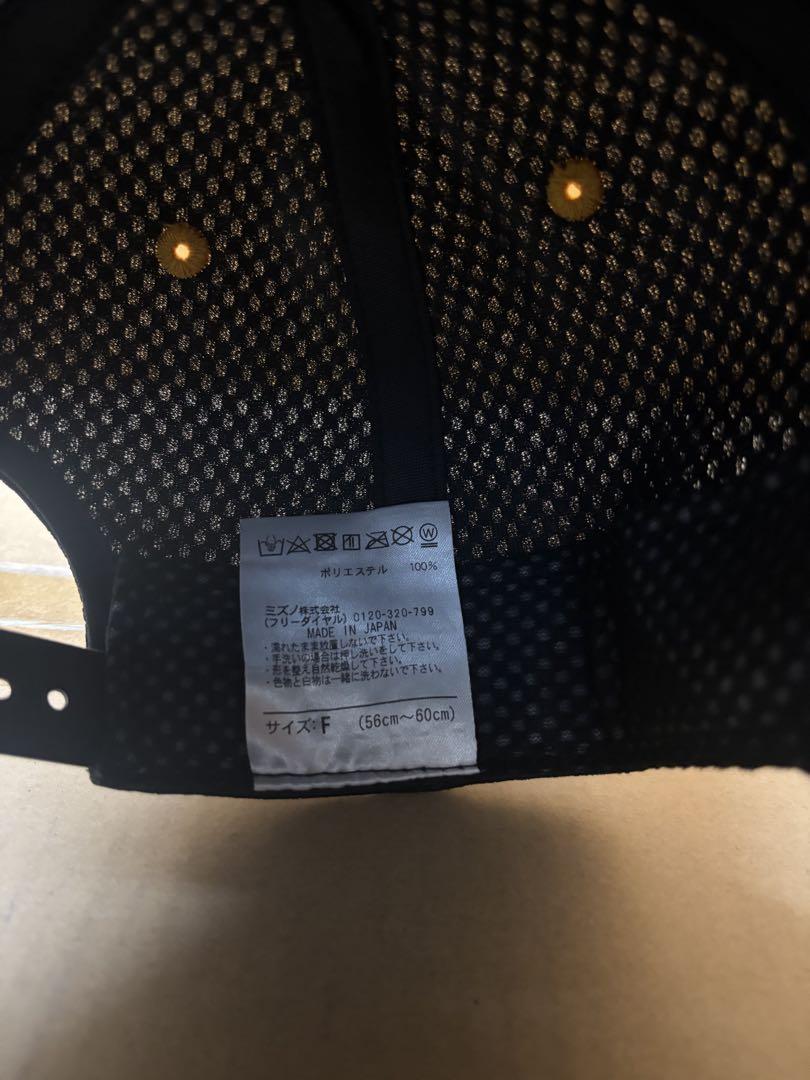 W
ポリエステル 100%
ミズノ株式会社
(フリーダイヤル) 0120-320-799
MADE IN JAPAN
・濡れたまま放置しないで下さい。
・手洗いの場合は押し洗いをして下さい。
・形を整え自然乾燥して下さい。
・色物と白物は一緒に洗わないで下さい。
サイズ:F (56cm〜60cm)